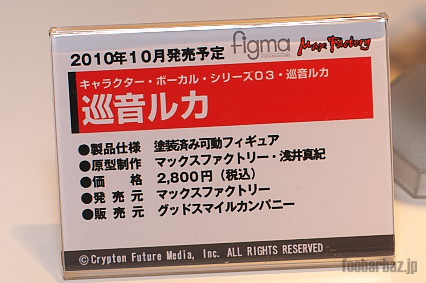 2010年10月発売予定 figma Max Factory
キャラクター・ボーカル・シリーズ03・巡音ルカ
巡音ルカ
●製品仕様 塗装済み可動フィギュア
●原型制作 マックスファクトリー・浅井真紀
●価 格 2,800円（税込）
●発 売 元 マックスファクトリー
●販 売 元 グッドスマイルカンパニー
©Crypton Future Media, Inc. ALL RIGHTS RESERVED
foobarbaz.jp